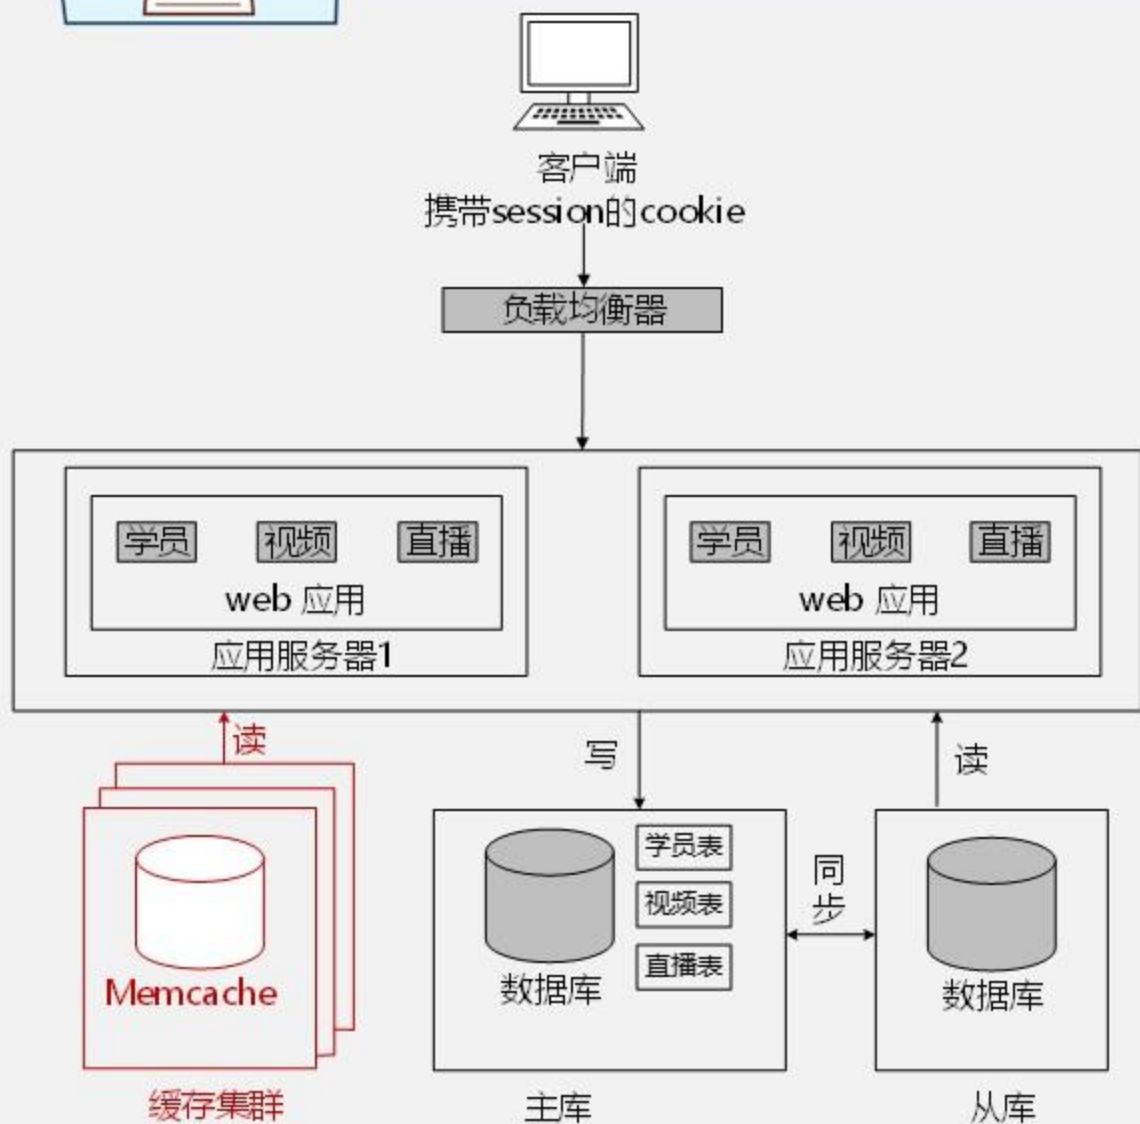 客户端
携带session的cookie
负载均衡器
学员 视频 直播
web 应用
应用服务器1
学员 视频 直播
web 应用
应用服务器2
读
写
读
Memcache
缓存集群
数据库
学员表
视频表
直播表
主库
同步
数据库
从库